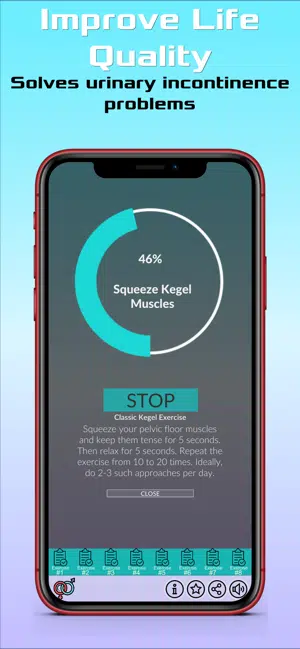 Improve Life
Quality
Solves urinary incontinence
problems
46%
Squeeze Kegel
Muscles
STOP
Classic Kegel Exercise
Squeeze your pelvic floor muscles
and keep them tense for 5 seconds.
Then relax for 5 seconds. Repeat the
exercise from 10 to 20 times. Ideally,
do 2-3 such approaches per day.
CLOSE
Exercise Exercise Exercise Exercise Exercise Exercise Exercise Exercise
#1 #2 #3 #4 #5 #6 #7 #8